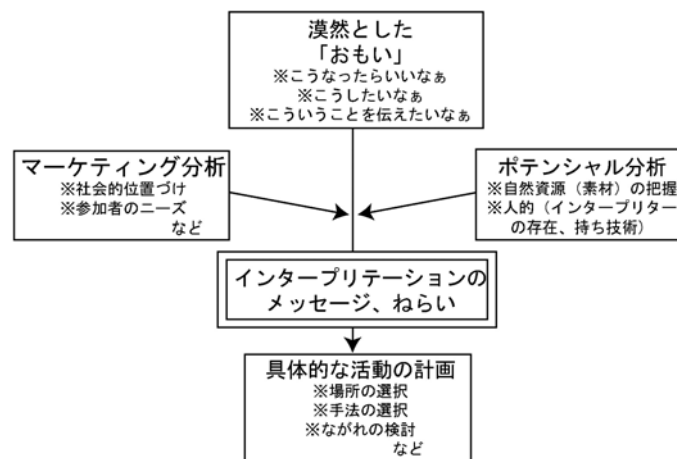 漠然とした
「おもい」
※こうなったらいいなぁ
※こうしたいなぁ
※こういうことを伝えたいなぁ
マーケティング分析
※社会的位置づけ
※参加者のニーズ
など
ポテンシャル分析
※自然資源（素材）の把握
※人的（インタープリター
の存在、持ち技術）
インタープリテーションの
メッセージ、ねらい
具体的な活動の計画
※場所の選択
※手法の選択
※ながれの検討
など